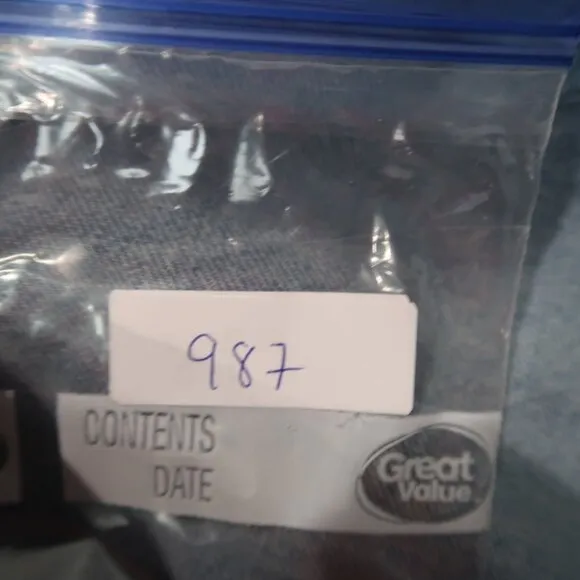 987
CONTENTS
DATE
Great
Value